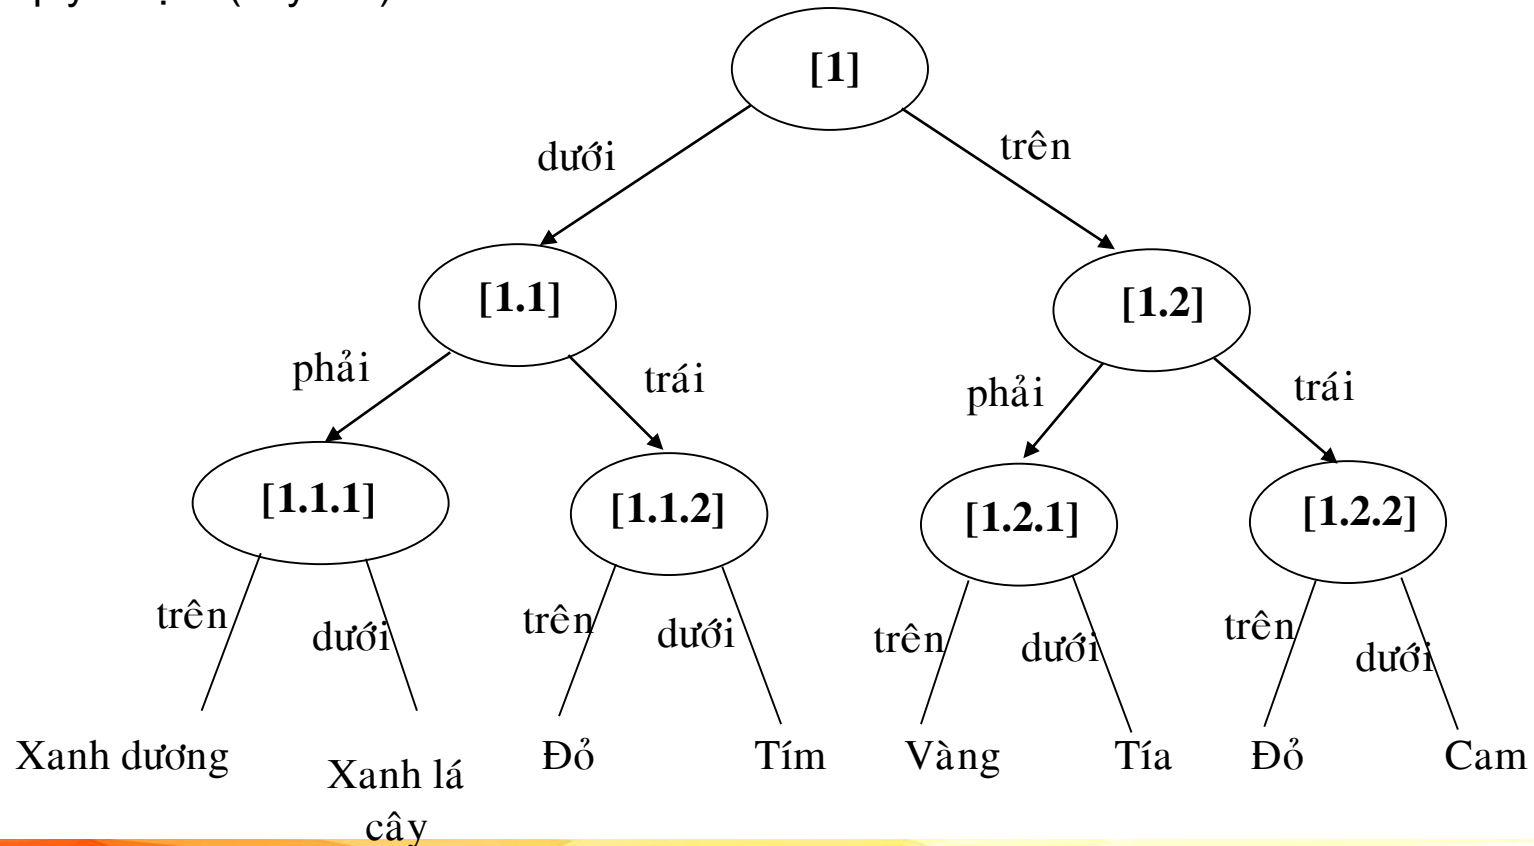 [1]
dưới
trên
[1.1]
[1.2]
phải
trái
phải
trái
[1.1.1]
[1.1.2]
[1.2.1]
[1.2.2]
trên
dưới
trên
dưới
trên
dưới
trên
dưới
Xanh dương
Xanh lá
cây
Đỏ
Tím
Vàng
Tía
Đỏ
Cam